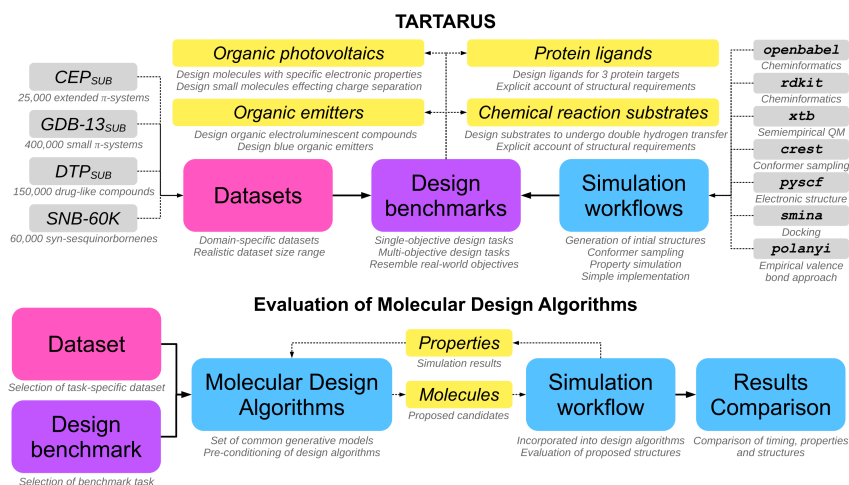 TARTARUS
Organic photovoltaics
Design molecules with specific electronic properties
Design small molecules effecting charge separation
Protein ligands
Design ligands for 3 protein targets
Explicit account of structural requirements
Organic emitters
Design organic electroluminescent compounds
Design blue organic emitters
Chemical reaction substrates
Design substrates to undergo double hydrogen transfer
Explicit account of structural requirements
CEPSUB
25,000 extended π-systems
GDB-13SUB
400,000 small π-systems
DTPSUB
150,000 drug-like compounds
SNB-60K
60,000 syn-sesquinorbornenes
Datasets
Domain-specific datasets
Realistic dataset size range
Design
benchmarks
Single-objective design tasks
Multi-objective design tasks
Resemble real-world objectives
Simulation
workflows
Generation of intial structures
Conformer sampling
Property simulation
Simple implementation
openbabel
Cheminformatics
rdkit
Cheminformatics
xtb
Semiempirical QM
crest
Conformer sampling
pyscf
Electronic structure
smina
Docking
polanyi
Empirical valence
bond approach
Evaluation of Molecular Design Algorithms
Dataset
Selection of task-specific dataset
Design
benchmark
Selection of benchmark task
Molecular Design
Algorithms
Set of common generative models
Pre-conditioning of design algorithms
Properties
Simulation results
Molecules
Proposed candidates
Simulation
workflow
Incorporated into design algorithms
Evaluation of proposed structures
Results
Comparison
Comparison of timing, properties
and structures